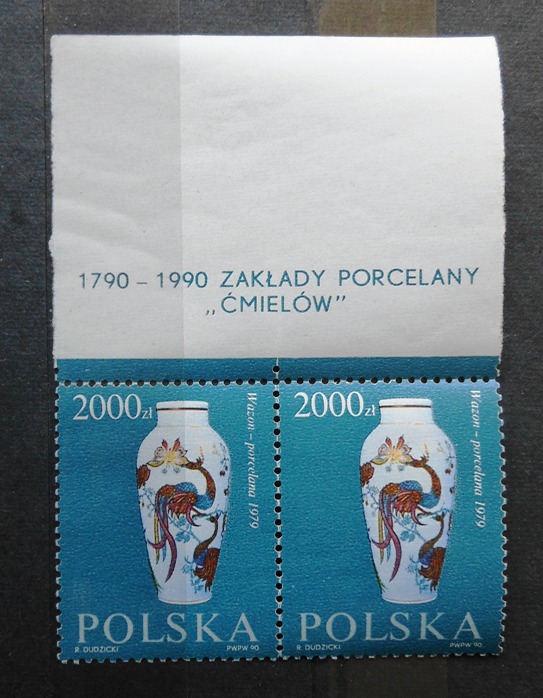 1790 – 1990 ZAKŁADY PORCELANY
„ĆMIELÓW”
2000zł
Wazon – porcelana 1979
POLSKA
R. DUDZICKI
PWPW 90
2000zł
Wazon – porcelana 1979
POLSKA
R. DUDZICKI
PWPW 90